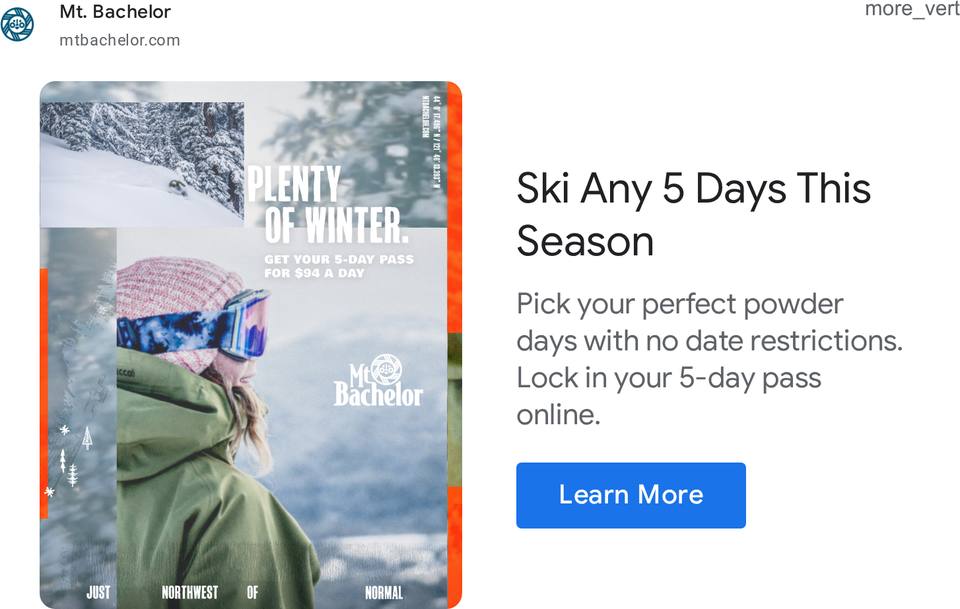 Mt. Bachelor
mtbachelor.com
more_vert
MTBACHELOR.COM
PLENTY
OF WINTER.
GET YOUR 5-DAY PASS
FOR $94 A DAY
Mt
Bachelor
JUST NORTHWEST OF NORMAL
Ski Any 5 Days This
Season
Pick your perfect powder
days with no date restrictions.
Lock in your 5-day pass
online.
Learn More